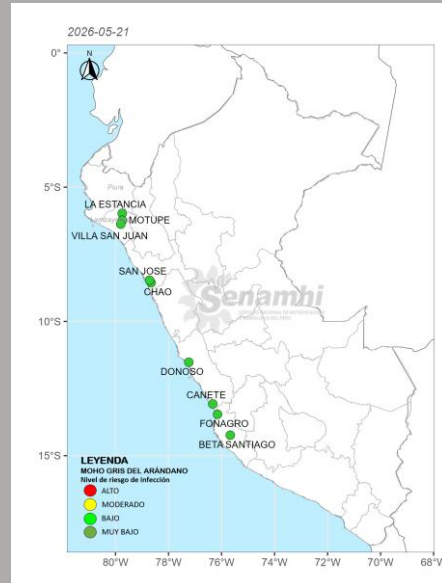 2026-05-21
N
0°
Piura
LA ESTANCIA
5°S
MOTUPE
VILLA SAN JUAN
SAN JOSE
CHAO
Senamhi
10°S
DONOSO
CANETE
FONAGRO
BETA SANTIAGO
15°S
LEYENDA
MOHO GRIS DEL ARÁNDANO
Nivel de riesgo de infección
ALTO
MODERADO
BAJO
MUY BAJO
80°W 78°W 76°W 74°W 72°W 70°W 68°W